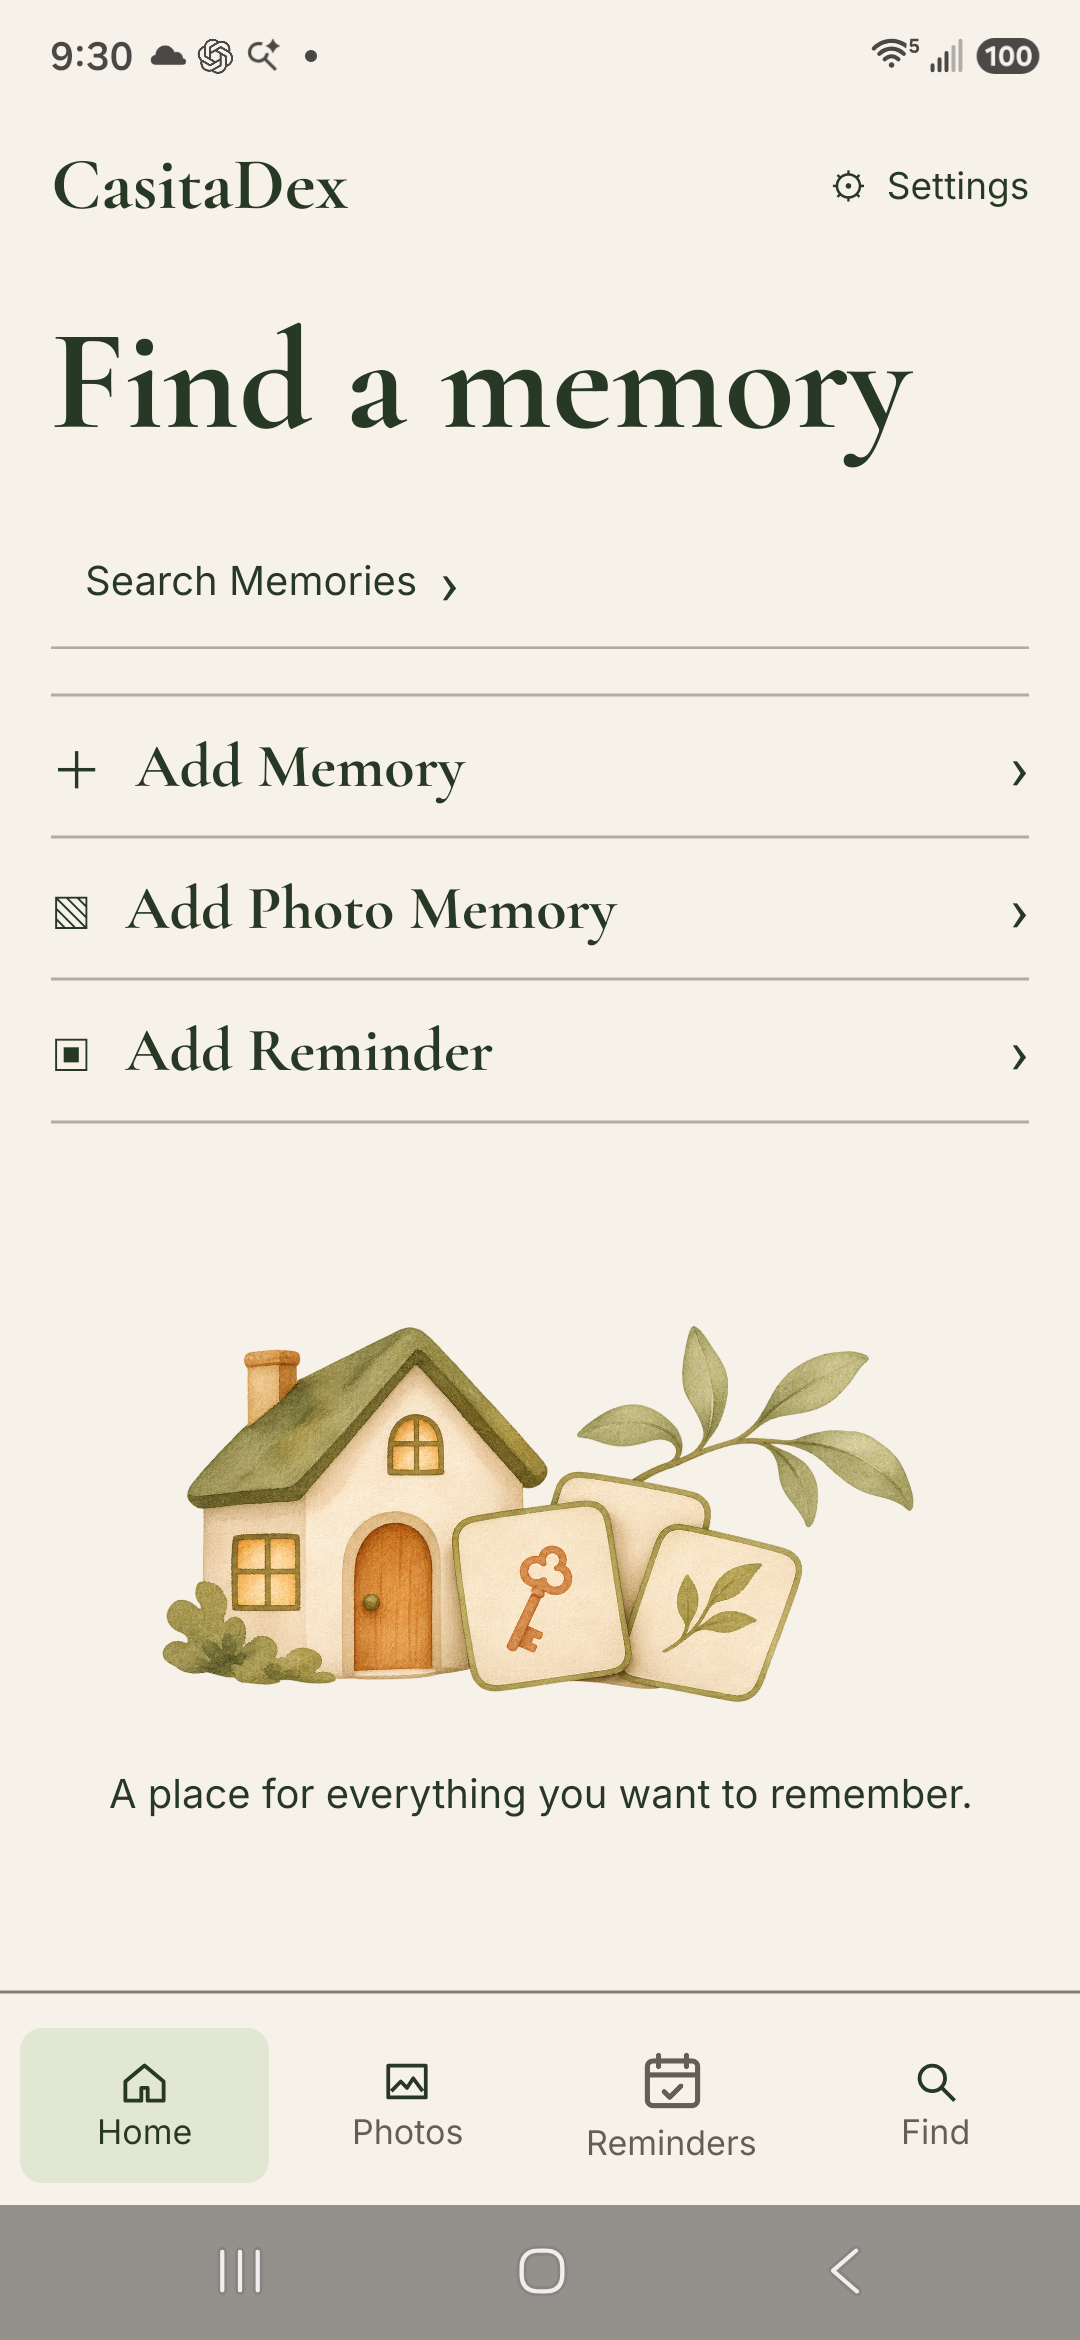 9:30
5
100
CasitaDex
Settings
Find a memory
Search Memories ›
+ Add Memory ›
Add Photo Memory ›
Add Reminder ›
A place for everything you want to remember.
Home
Photos
Reminders
Find